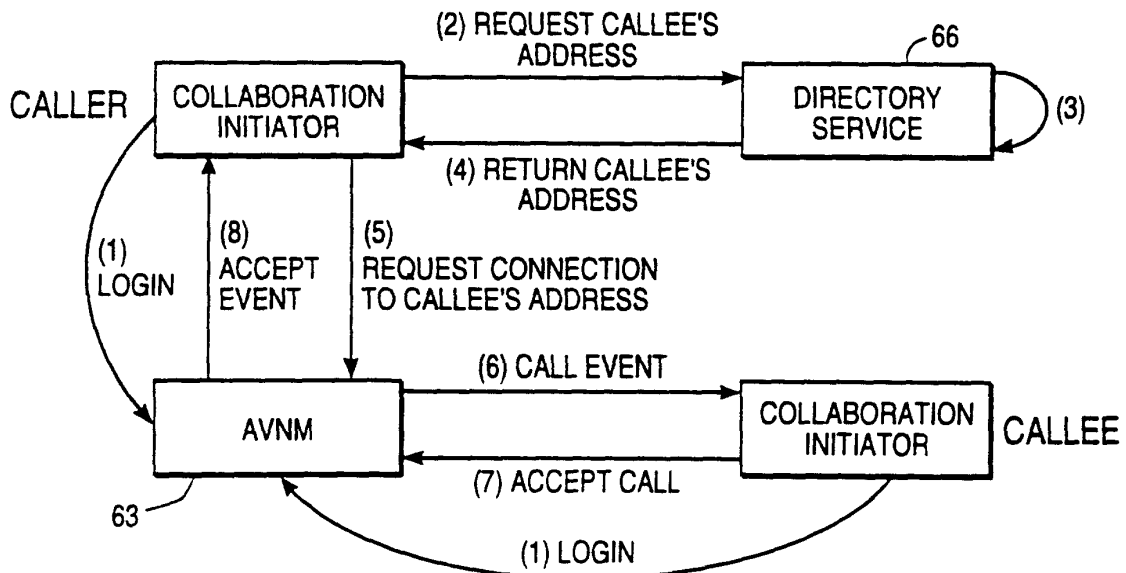 (2) REQUEST CALLEE'S
ADDRESS
66
CALLER
COLLABORATION
INITIATOR
DIRECTORY
SERVICE
(3)
(4) RETURN CALLEE'S
ADDRESS
(1)
LOGIN
(8)
ACCEPT
EVENT
(5)
REQUEST CONNECTION
TO CALLEE'S ADDRESS
(6) CALL EVENT
AVNM
COLLABORATION
INITIATOR
CALLEE
(7) ACCEPT CALL
63
(1) LOGIN